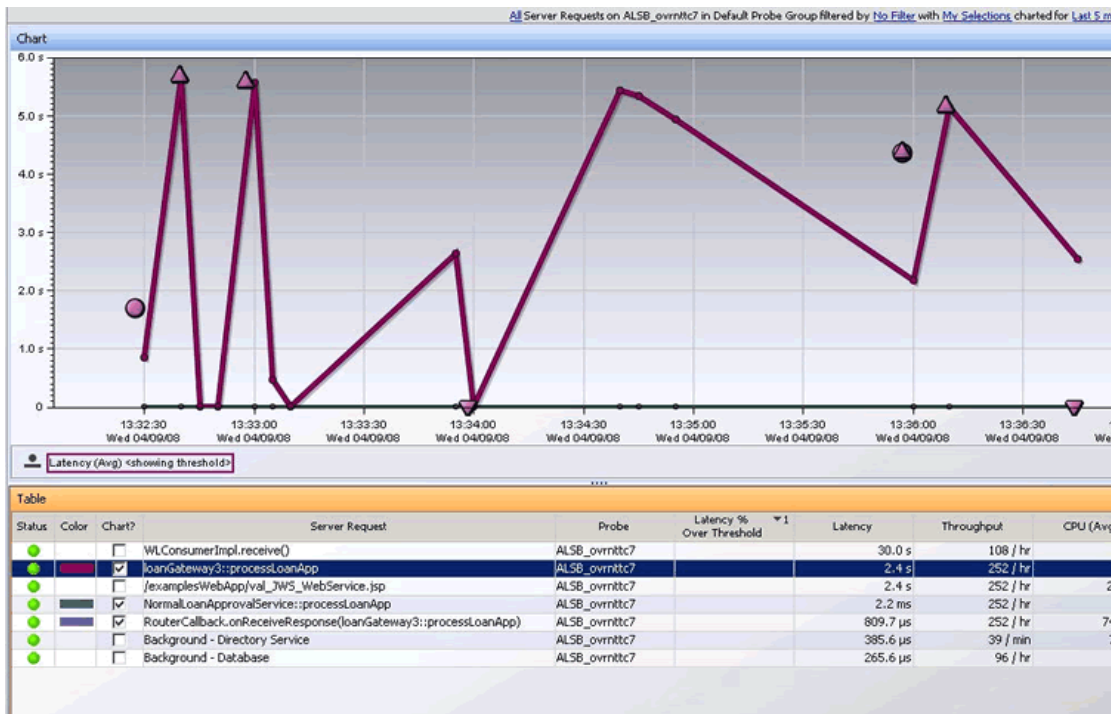 All Server Requests on ALSB_ovrnttc7 in Default Probe Group filtered by No Filter with My Selections charted for Last 5 m
Chart
6.0 s
5.0 s
4.0 s
3.0 s
2.0 s
1.0 s
0
13:32:30 13:33:00 13:33:30 13:34:00 13:34:30 13:35:00 13:35:30 13:36:00 13:36:30
Wed 04/09/08 Wed 04/09/08 Wed 04/09/08 Wed 04/09/08 Wed 04/09/08 Wed 04/09/08 Wed 04/09/08 Wed 04/09/08 Wed 04/09/08 We
Latency (Avg) <showing threshold>
Table
Status Color Chart? Server Request Probe Latency % Over Threshold 1 Latency Throughput CPU (Avg
WLConsumerImpl.receive() ALSB_ovrnttc7 30.0 s 108 / hr
loanGateway3::processLoanApp ALSB_ovrnttc7 2.4 s 252 / hr
/examplesWebApp/val_JWS_WebService.jsp ALSB_ovrnttc7 2.4 s 252 / hr 2
NormalLoanApprovalService::processLoanApp ALSB_ovrnttc7 2.2 ms 252 / hr
RouterCallback.onReceiveResponse(loanGateway3::processLoanApp) ALSB_ovrnttc7 809.7 µs 252 / hr 74
Background - Directory Service ALSB_ovrnttc7 385.6 µs 39 / min
Background - Database ALSB_ovrnttc7 265.6 µs 96 / hr